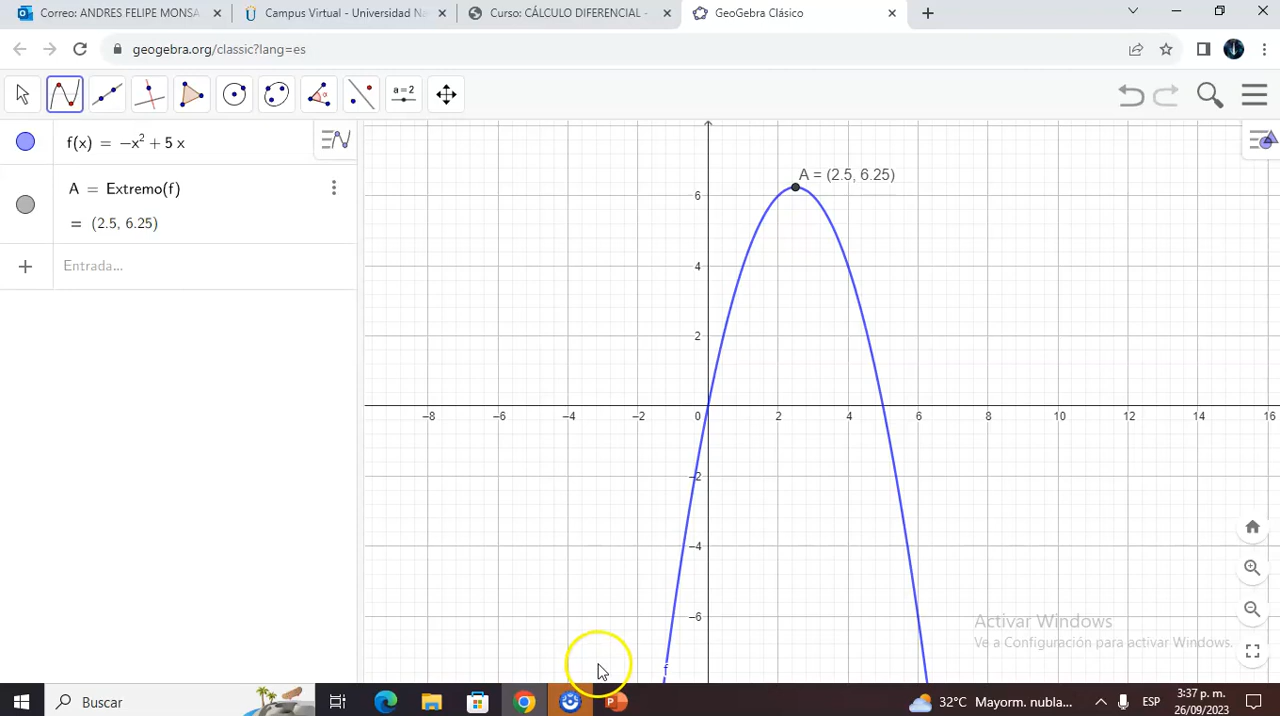 Correo: ANDRES FELIPE MONSA
Campus Virtual - Universidad Na
Curso: CÁLCULO DIFERENCIAL -
GeoGebra Clásico
geogebra.org/classic?lang=es
a=2
f(x) = −x² + 5 x
A = Extremo(f)
= (2.5, 6.25)
Entrada...
A = (2.5, 6.25)
6
4
2
−8 −6 −4 −2 0 2 4 6 8 10 12 14 16
−2
−4
−6
f
Activar Windows
Ve a Configuración para activar Windows.
Buscar
32°C Mayorm. nubla...
ESP
3:37 p. m.
26/09/2023